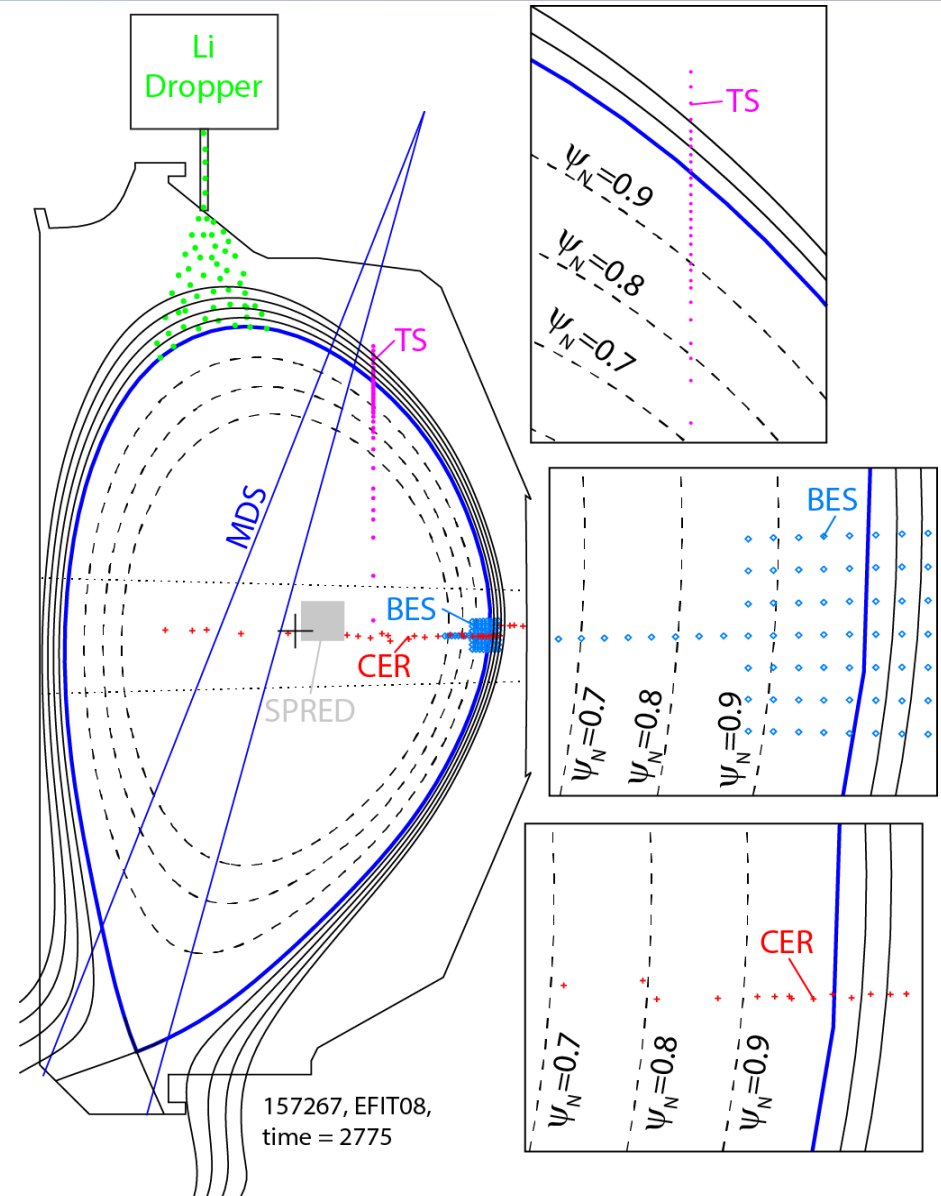 Li
Dropper
TS
MDS
BES
CER
SPRED
157267, EFIT08,
time = 2775
TS
ψN=0.9
ψN=0.8
ψN=0.7
BES
ψN=0.7
ψN=0.8
ψN=0.9
CER
ψN=0.7
ψN=0.8
ψN=0.9